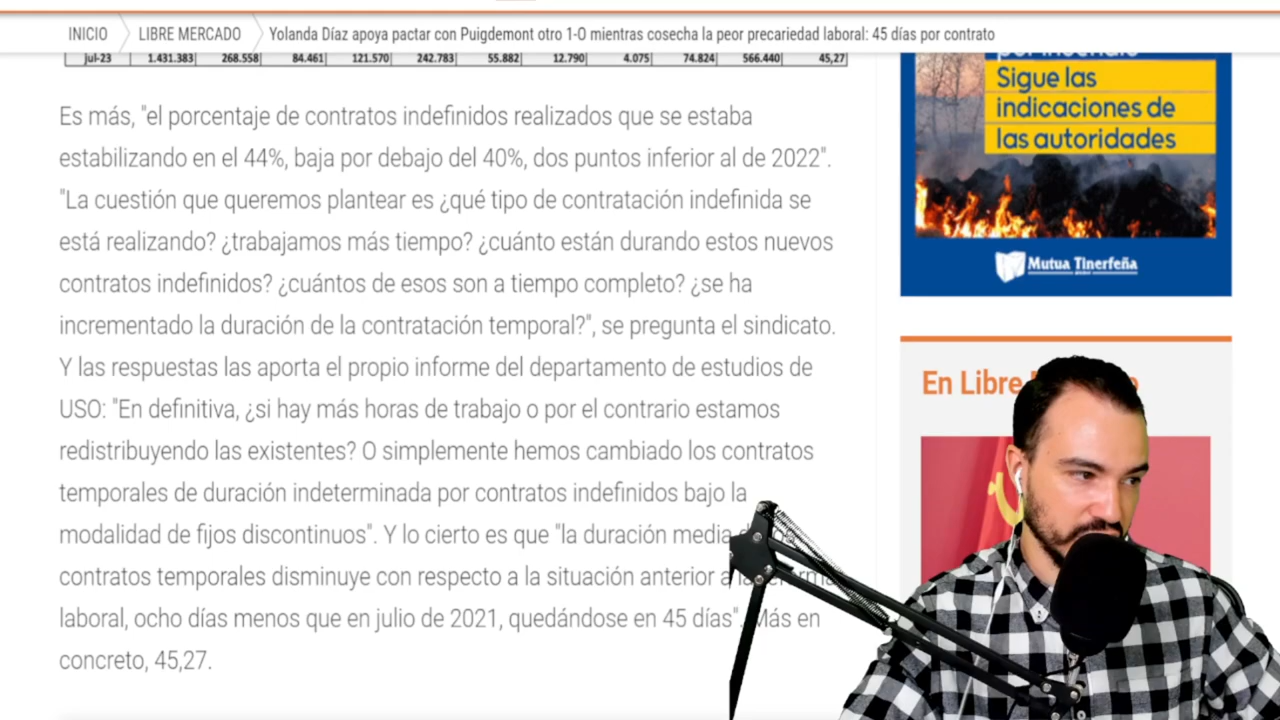 INICIO
LIBRE MERCADO
Yolanda Díaz apoya pactar con Puigdemont otro 1-0 mientras cosecha la peor precariedad laboral: 45 días por contrato
Jul-23 1.431.383 268.558 84.461 121.570 242.783 55.882 12.790 4.075 74.824 566.440 45,27
Es más, "el porcentaje de contratos indefinidos realizados que se estaba
estabilizando en el 44%, baja por debajo del 40%, dos puntos inferior al de 2022".
"La cuestión que queremos plantear es ¿qué tipo de contratación indefinida se
está realizando? ¿trabajamos más tiempo? ¿cuánto están durando estos nuevos
contratos indefinidos? ¿cuántos de esos son a tiempo completo? ¿se ha
incrementado la duración de la contratación temporal?", se pregunta el sindicato.
Y las respuestas las aporta el propio informe del departamento de estudios de
USO: "En definitiva, ¿si hay más horas de trabajo o por el contrario estamos
redistribuyendo las existentes? O simplemente hemos cambiado los contratos
temporales de duración indeterminada por contratos indefinidos bajo la
modalidad de fijos discontinuos". Y lo cierto es que "la duración media
contratos temporales disminuye con respecto a la situación anterior a
laboral, ocho días menos que en julio de 2021, quedándose en 45 días". Más en
concreto, 45,27.
por incendio
Sigue las
indicaciones de
las autoridades
Mutua Tinerfeña
En Libre